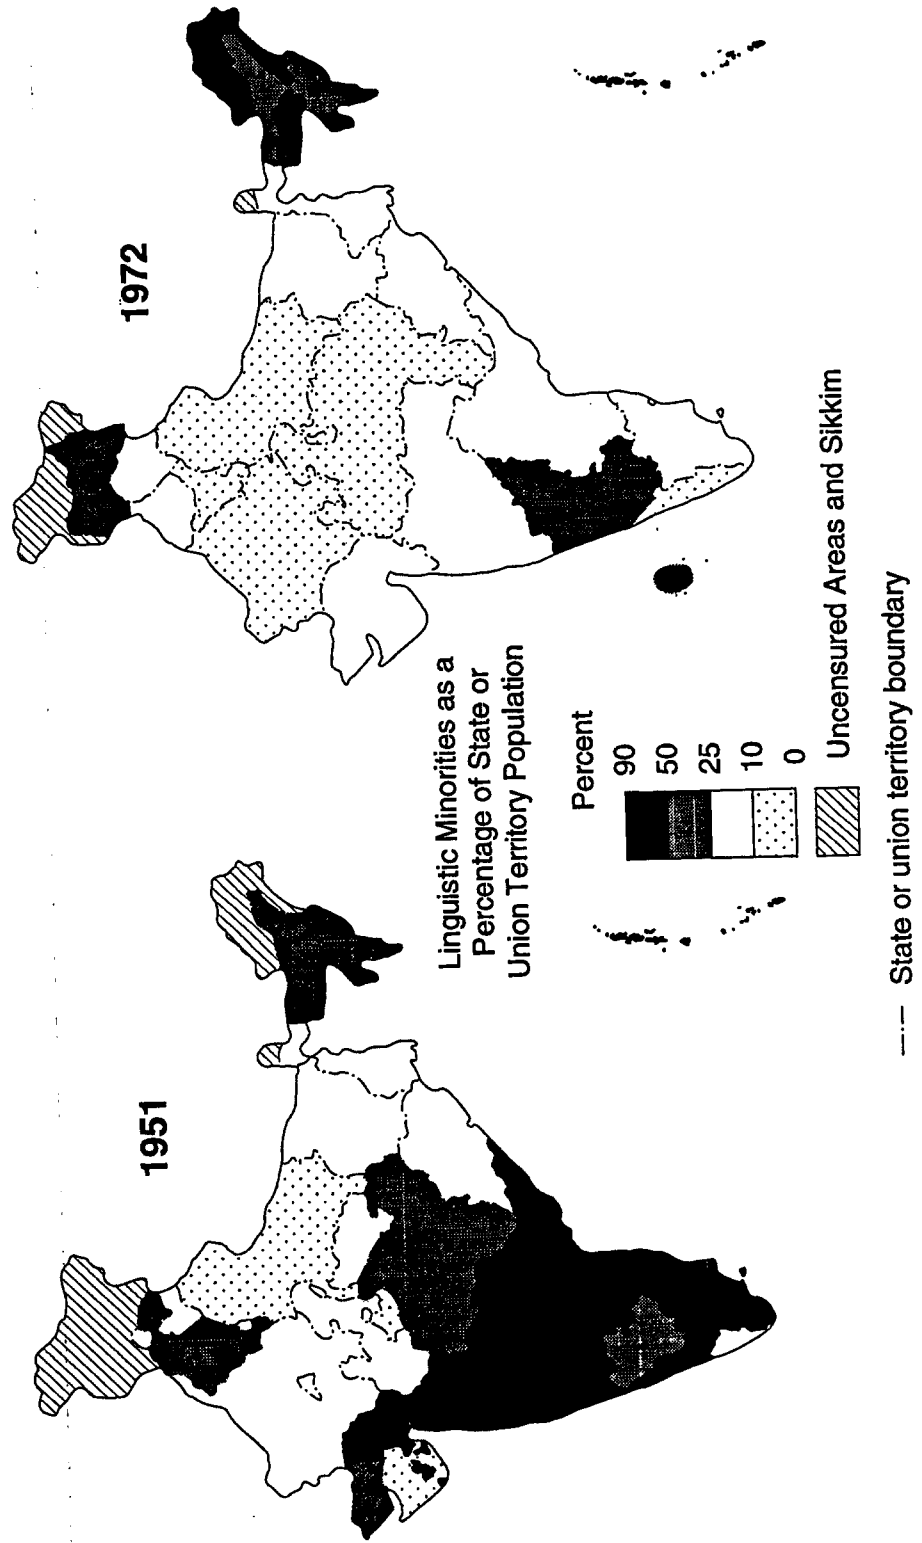 1951
1972
Linguistic Minorities as a
Percentage of State or
Union Territory Population
Percent
90
50
25
10
0
Uncensured Areas and Sikkim
State or union territory boundary